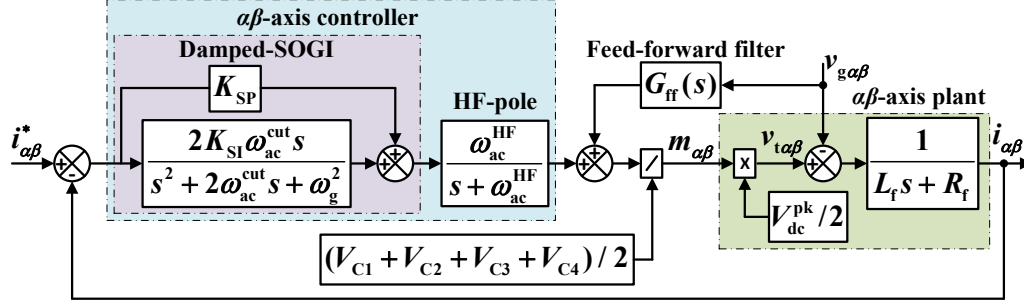 αβ-axis controller
Damped-SOGI
K_SP
Feed-forward filter
G_ff(s)
v_gαβ
HF-pole
αβ-axis plant
i*_αβ
2K_SI ω_ac^cut s
s² + 2ω_ac^cut s + ω_g²
ω_ac^HF
s + ω_ac^HF
/
m_αβ
x
v_tαβ
1
L_f s + R_f
i_αβ
V_dc^pk/2
(V_C1 + V_C2 + V_C3 + V_C4) / 2